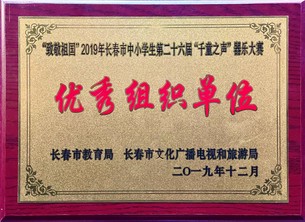 “致敬祖国”2019年长春市中小学生第二十六届“千童之声”器乐大赛
优秀组织单位
长春市教育局 长春市文化广播电视和旅游局
二〇一九年十二月